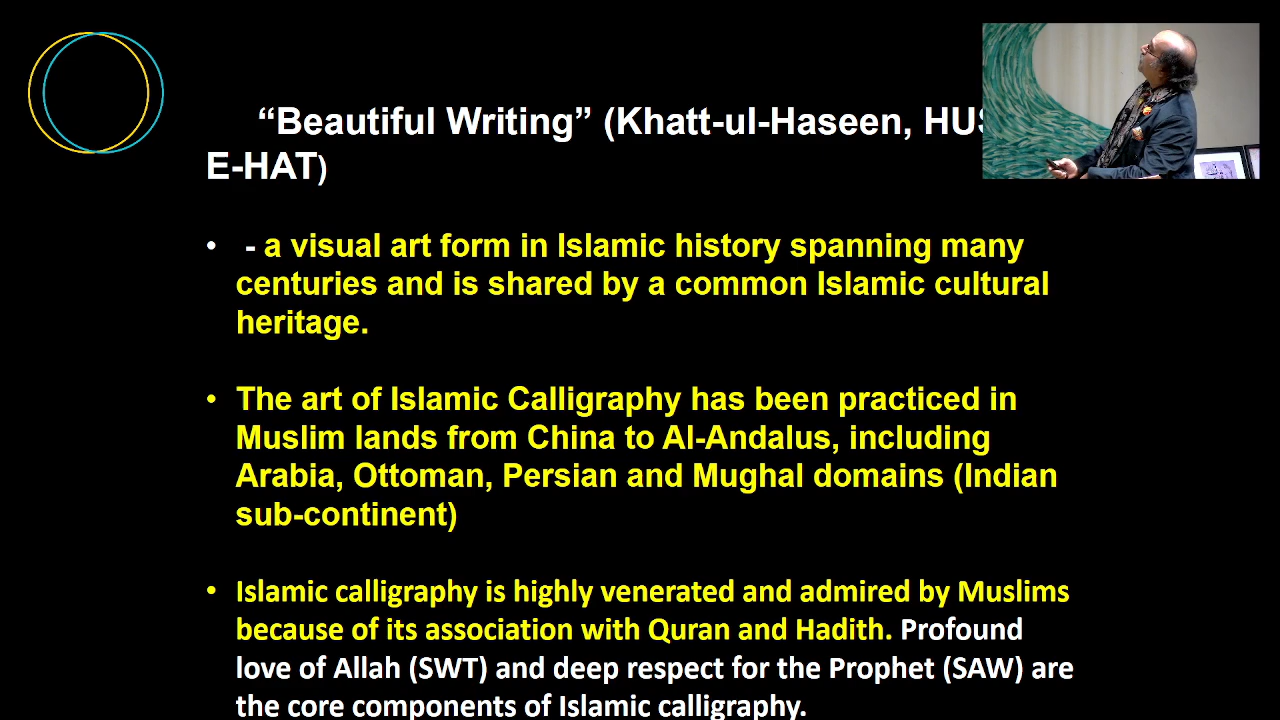 “Beautiful Writing” (Khatt-ul-Haseen,
E-HAT)
• - a visual art form in Islamic history spanning many
centuries and is shared by a common Islamic cultural
heritage.
• The art of Islamic Calligraphy has been practiced in
Muslim lands from China to Al-Andalus, including
Arabia, Ottoman, Persian and Mughal domains (Indian
sub-continent)
• Islamic calligraphy is highly venerated and admired by Muslims
because of its association with Quran and Hadith. Profound
love of Allah (SWT) and deep respect for the Prophet (SAW) are
the core components of Islamic calligraphy.